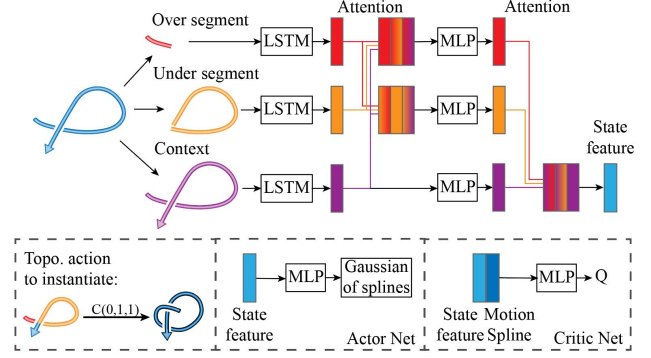 Over segment
Attention
Attention
LSTM
MLP
Under segment
LSTM
MLP
State
feature
Context
LSTM
MLP
Topo. action
to instantiate:
C(0,1,1)
MLP
Gaussian
of splines
State
feature
Actor Net
MLP
Q
State Motion
feature Spline
Critic Net